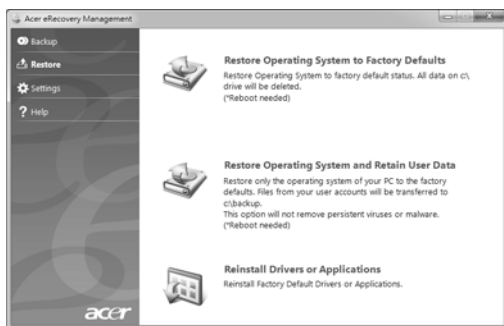 Acer eRecovery Management
Backup
Restore
Settings
Help
Restore Operating System to Factory Defaults
Restore Operating System to factory default status. All data on c:\
drive will be deleted.
(*Reboot needed)
Restore Operating System and Retain User Data
Restore only the operating system of your PC to the factory
defaults. Files from your user accounts will be transferred to
c:\backup.
This option will not remove persistent viruses or malware.
(*Reboot needed)
Reinstall Drivers or Applications
Reinstall Factory Default Drivers or Applications.
acer